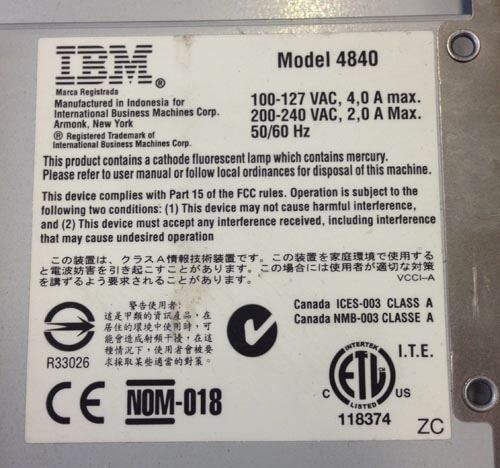 IBM®
Model 4840
Marca Registrada
Manufactured in Indonesia for
International Business Machines Corp.
Armonk, New York
® Registered Trademark of
International Business Machines Corp.
100-127 VAC, 4,0 A max.
200-240 VAC, 2,0 A Max.
50/60 Hz
This product contains a cathode fluorescent lamp which contains mercury.
Please refer to user manual or follow local ordinances for disposal of this machine.
This device complies with Part 15 of the FCC rules. Operation is subject to the
following two conditions: (1) This device may not cause harmful interference,
and (2) This device must accept any interference received, including interference
that may cause undesired operation
この装置は、クラスA情報技術装置です。この装置を家庭環境で使用する
と電波妨害を引き起こすことがあります。この場合には使用者が適切な対策
を講ずるよう要求されることがあります。
VCCI-A
R33026
警告使用者:
這是甲類的資訊產品，在
居住的環境中使用時，可
能會造成射頻干擾，在這
種情況下，使用者會被要
求採取某些適當的對策。
Canada ICES-003 CLASS A
Canada NMB-003 CLASSE A
CE
NOM-018
INTERTEK
ETL
CM
LISTED
C
US
118374
I.T.E.
ZC